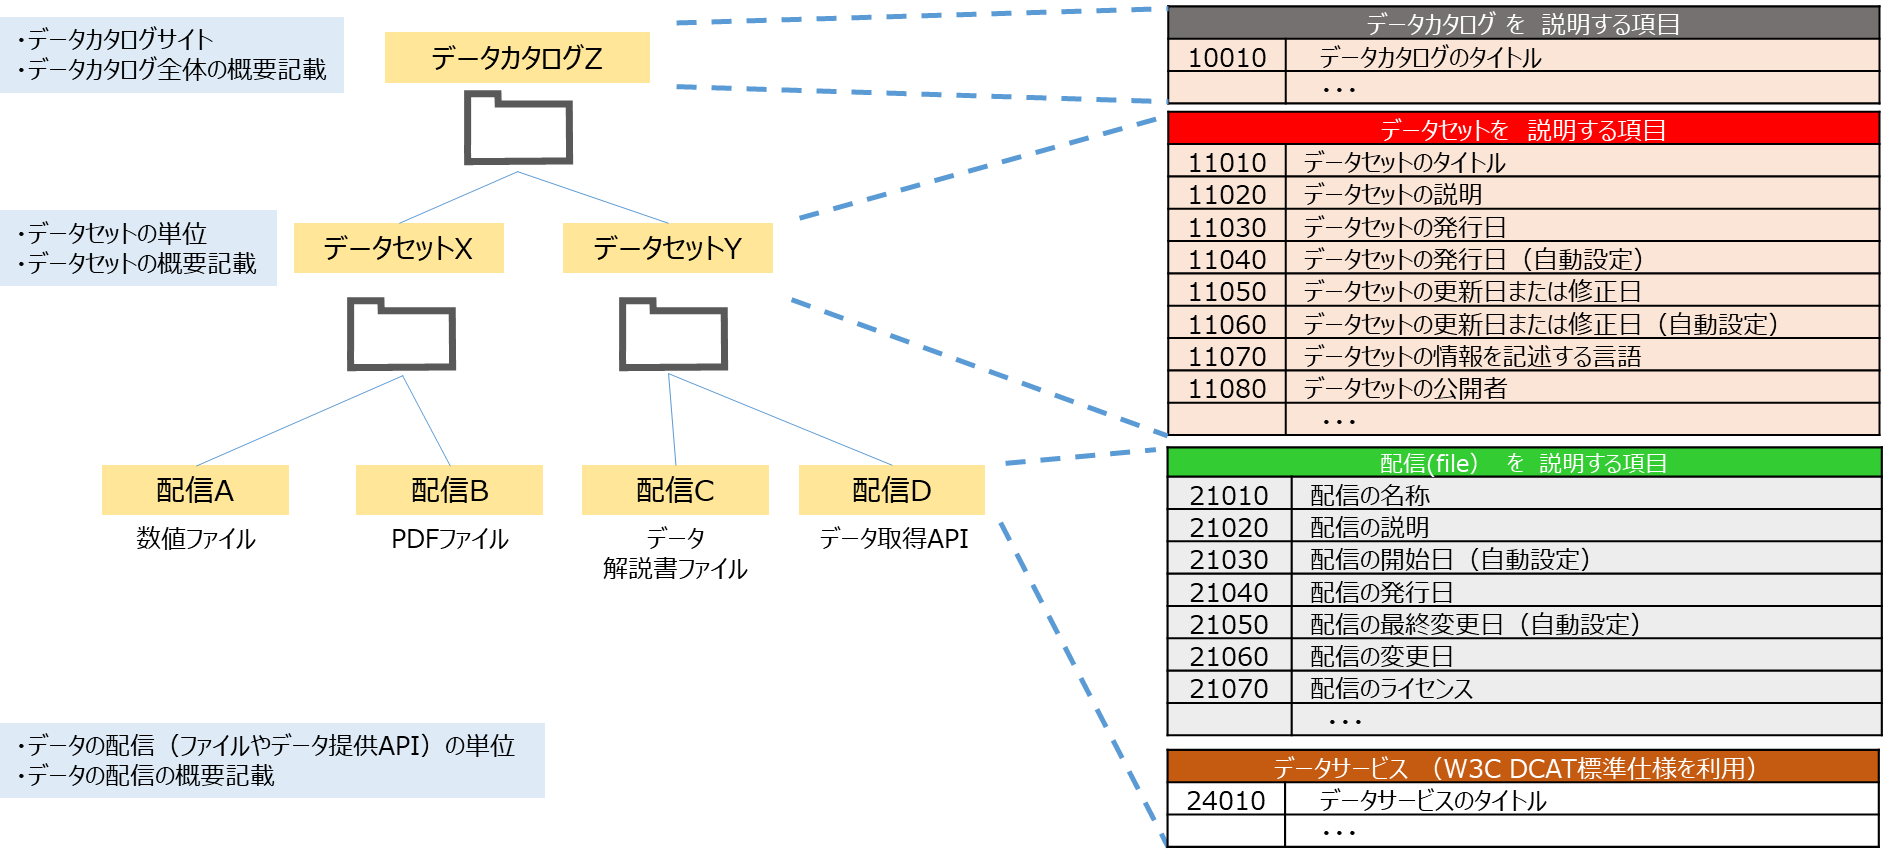 ・データカタログサイト
・データカタログ全体の概要記載
データカタログZ
・データセットの単位
・データセットの概要記載
データセットX
データセットY
配信A
配信B
配信C
配信D
数値ファイル
PDFファイル
データ
解説書ファイル
データ取得API
・データの配信（ファイルやデータ提供API）の単位
・データの配信の概要記載
データカタログ を 説明する項目
10010 データカタログのタイトル
・・・
データセットを 説明する項目
11010 データセットのタイトル
11020 データセットの説明
11030 データセットの発行日
11040 データセットの発行日（自動設定）
11050 データセットの更新日または修正日
11060 データセットの更新日または修正日（自動設定）
11070 データセットの情報を記述する言語
11080 データセットの公開者
・・・
配信(file） を 説明する項目
21010 配信の名称
21020 配信の説明
21030 配信の開始日（自動設定）
21040 配信の発行日
21050 配信の最終変更日（自動設定）
21060 配信の変更日
21070 配信のライセンス
・・・
データサービス （W3C DCAT標準仕様を利用）
24010 データサービスのタイトル
・・・